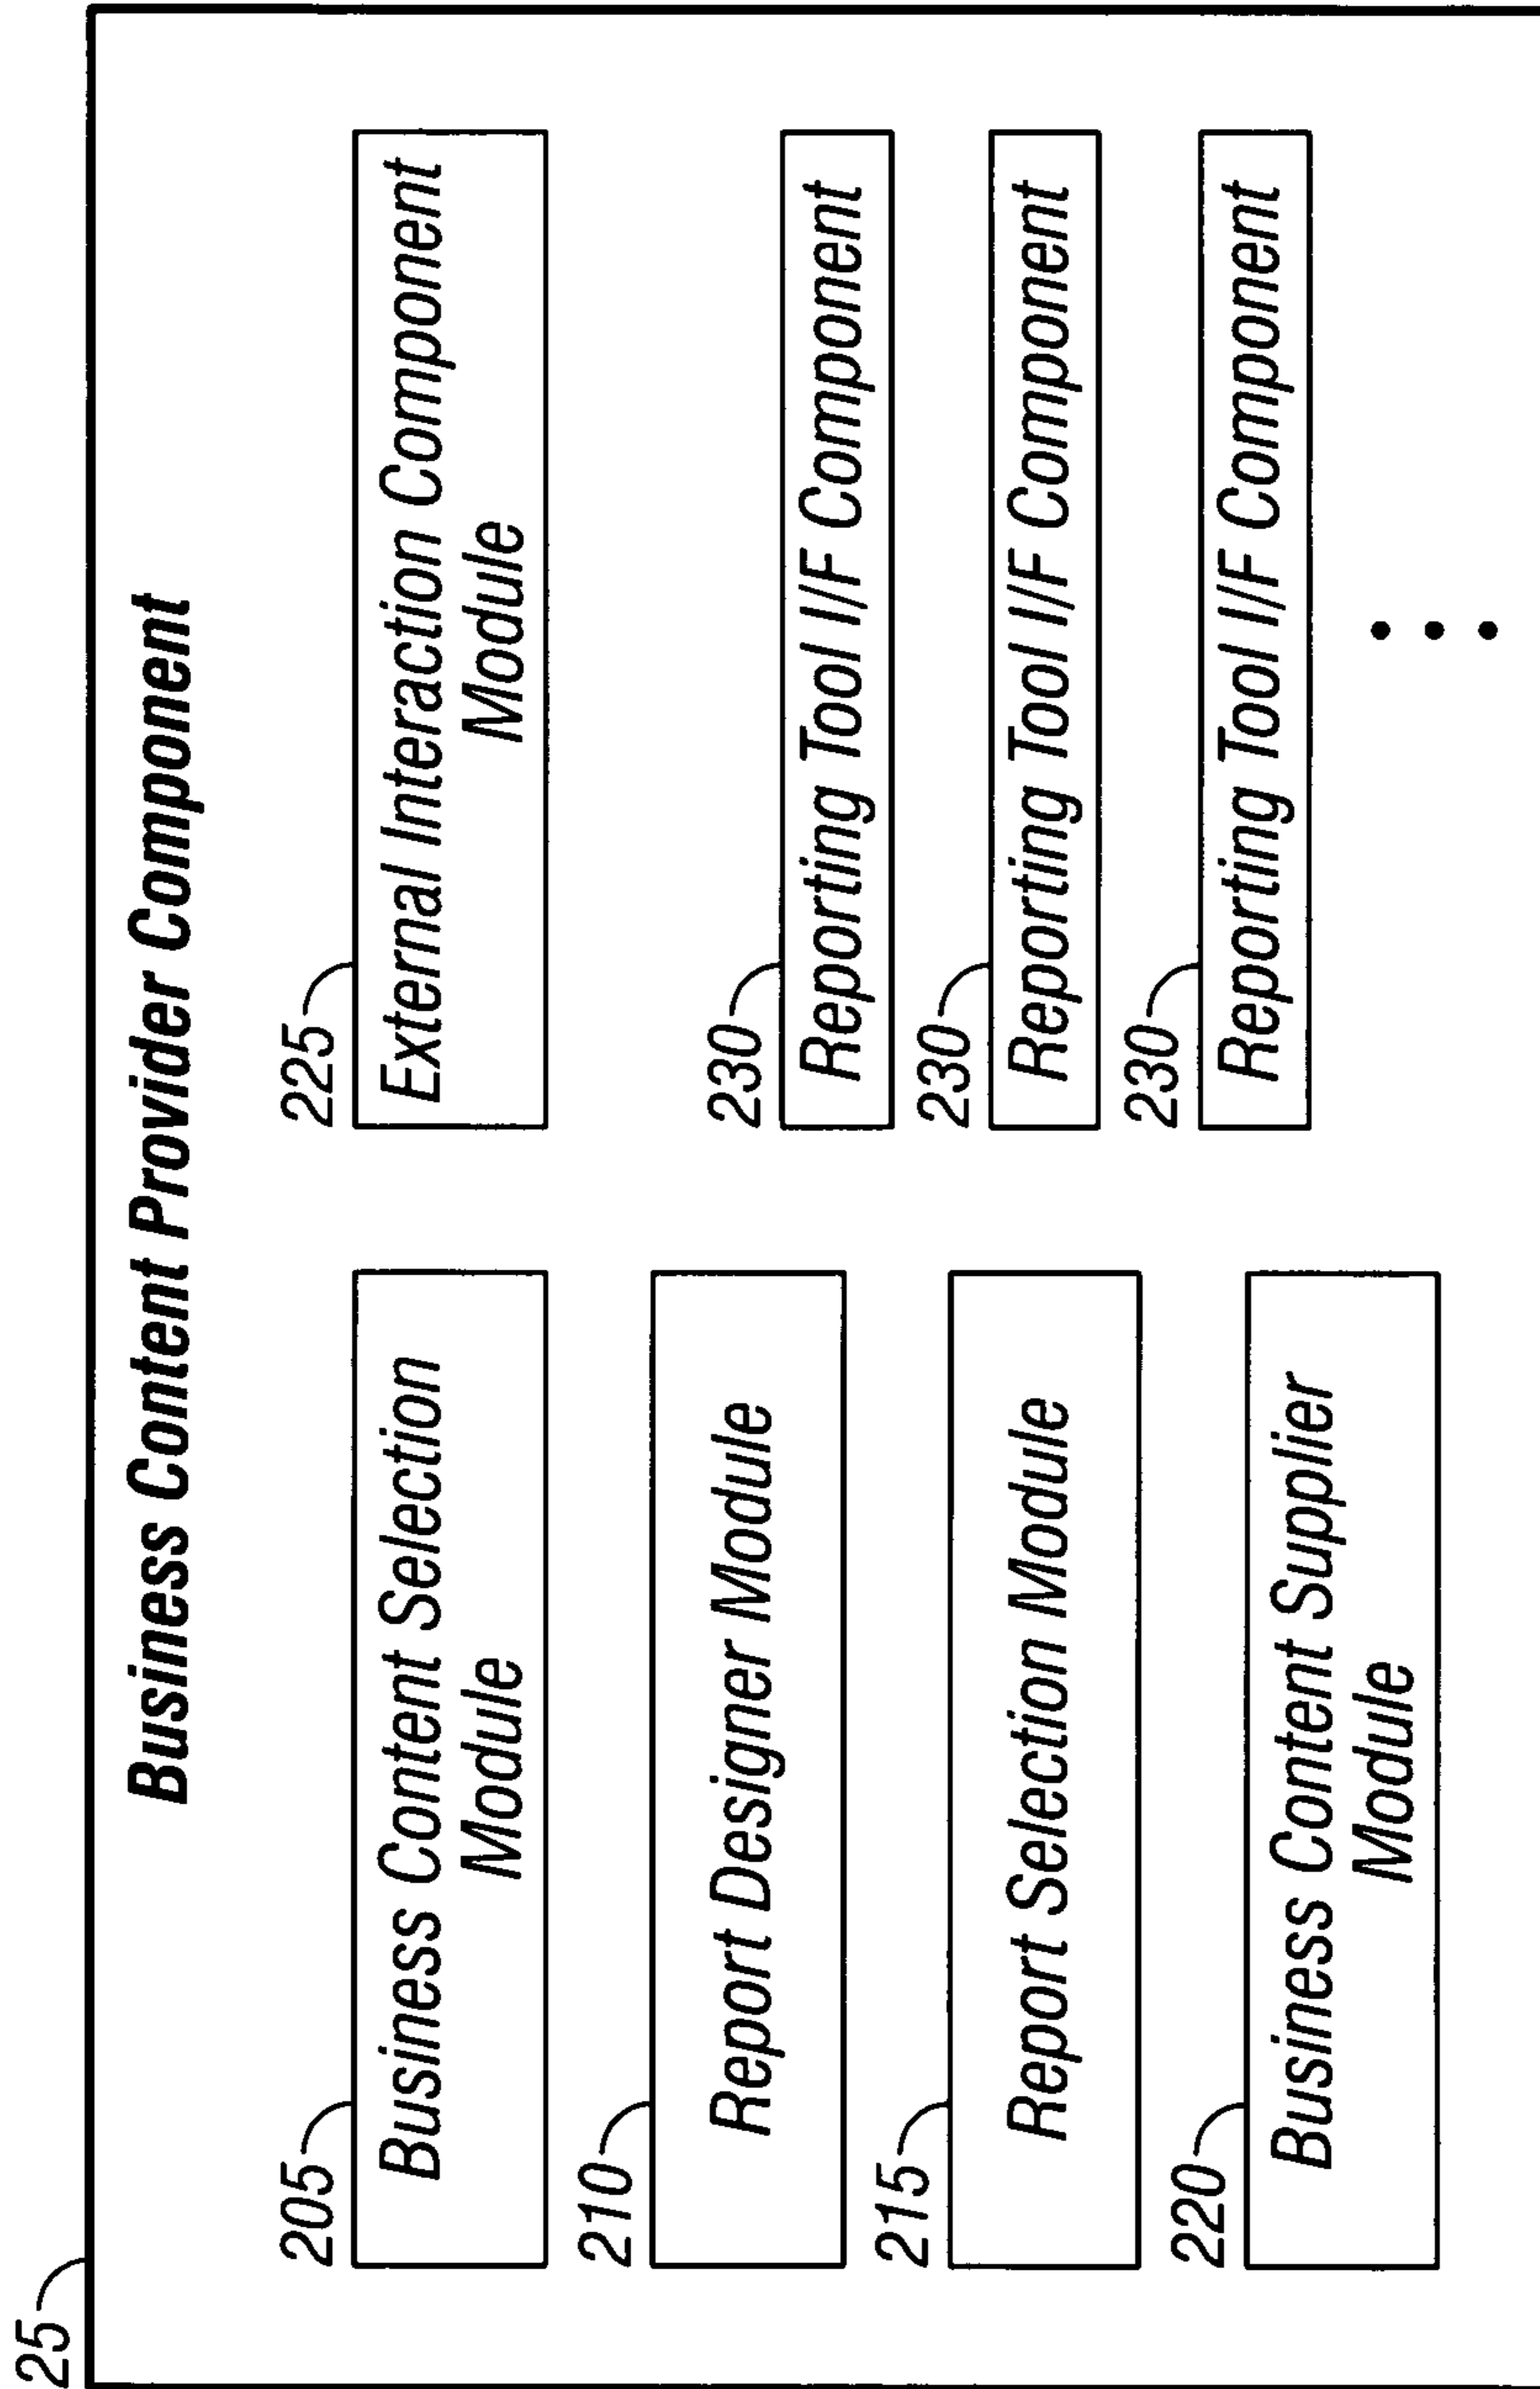 25
Business Content Provider Component
205
Business Content Selection
Module
210
Report Designer Module
215
Report Selection Module
220
Business Content Supplier
Module
225
External Interaction Component
Module
230
Reporting Tool I/F Component
230
Reporting Tool I/F Component
230
Reporting Tool I/F Component